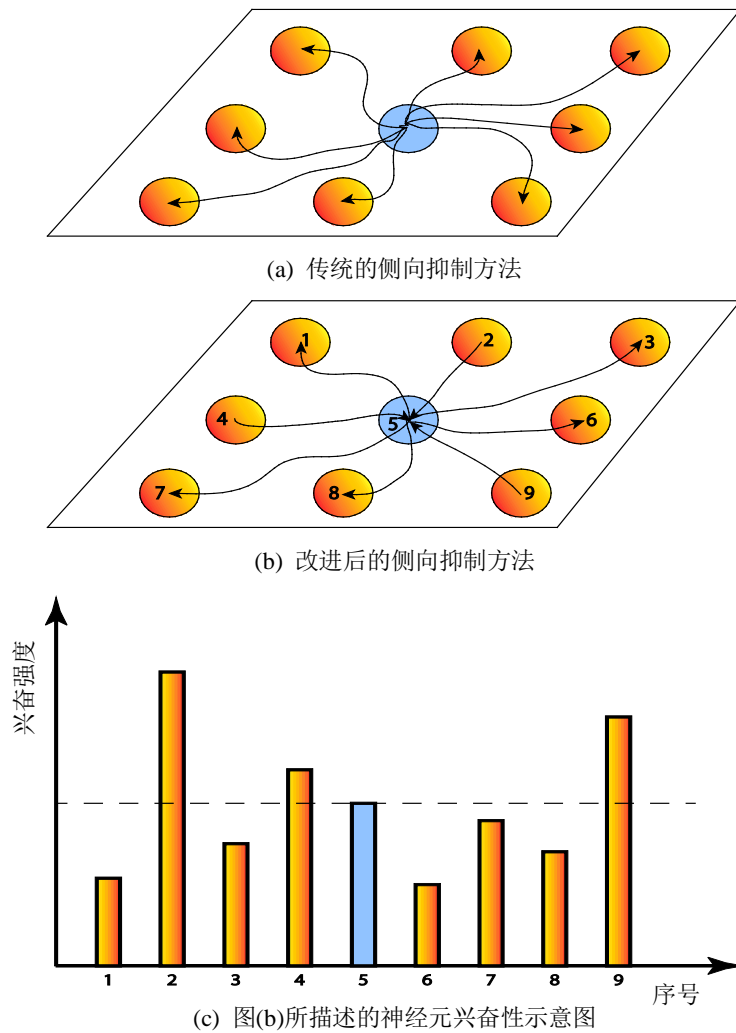 (a) 传统的侧向抑制方法
1 2 3
4 5 6
7 8 9
(b) 改进后的侧向抑制方法
兴奋强度
1 2 3 4 5 6 7 8 9 序号
(c) 图(b)所描述的神经元兴奋性示意图